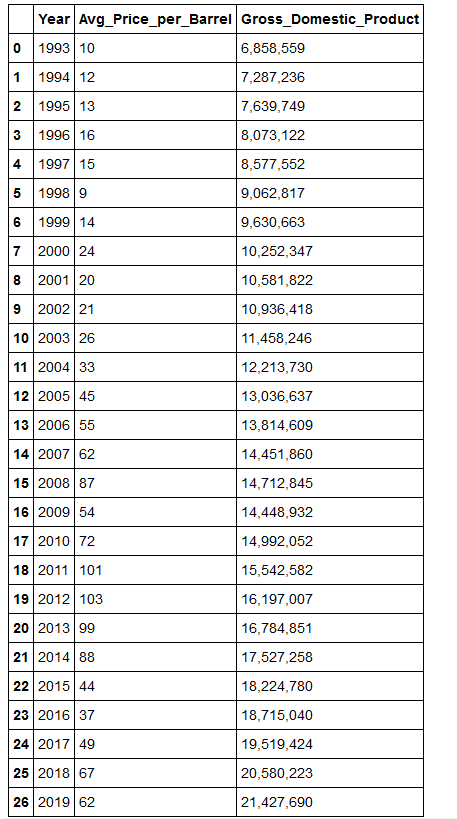 Year Avg_Price_per_Barrel Gross_Domestic_Product
0 1993 10 6,858,559
1 1994 12 7,287,236
2 1995 13 7,639,749
3 1996 16 8,073,122
4 1997 15 8,577,552
5 1998 9 9,062,817
6 1999 14 9,630,663
7 2000 24 10,252,347
8 2001 20 10,581,822
9 2002 21 10,936,418
10 2003 26 11,458,246
11 2004 33 12,213,730
12 2005 45 13,036,637
13 2006 55 13,814,609
14 2007 62 14,451,860
15 2008 87 14,712,845
16 2009 54 14,448,932
17 2010 72 14,992,052
18 2011 101 15,542,582
19 2012 103 16,197,007
20 2013 99 16,784,851
21 2014 88 17,527,258
22 2015 44 18,224,780
23 2016 37 18,715,040
24 2017 49 19,519,424
25 2018 67 20,580,223
26 2019 62 21,427,690